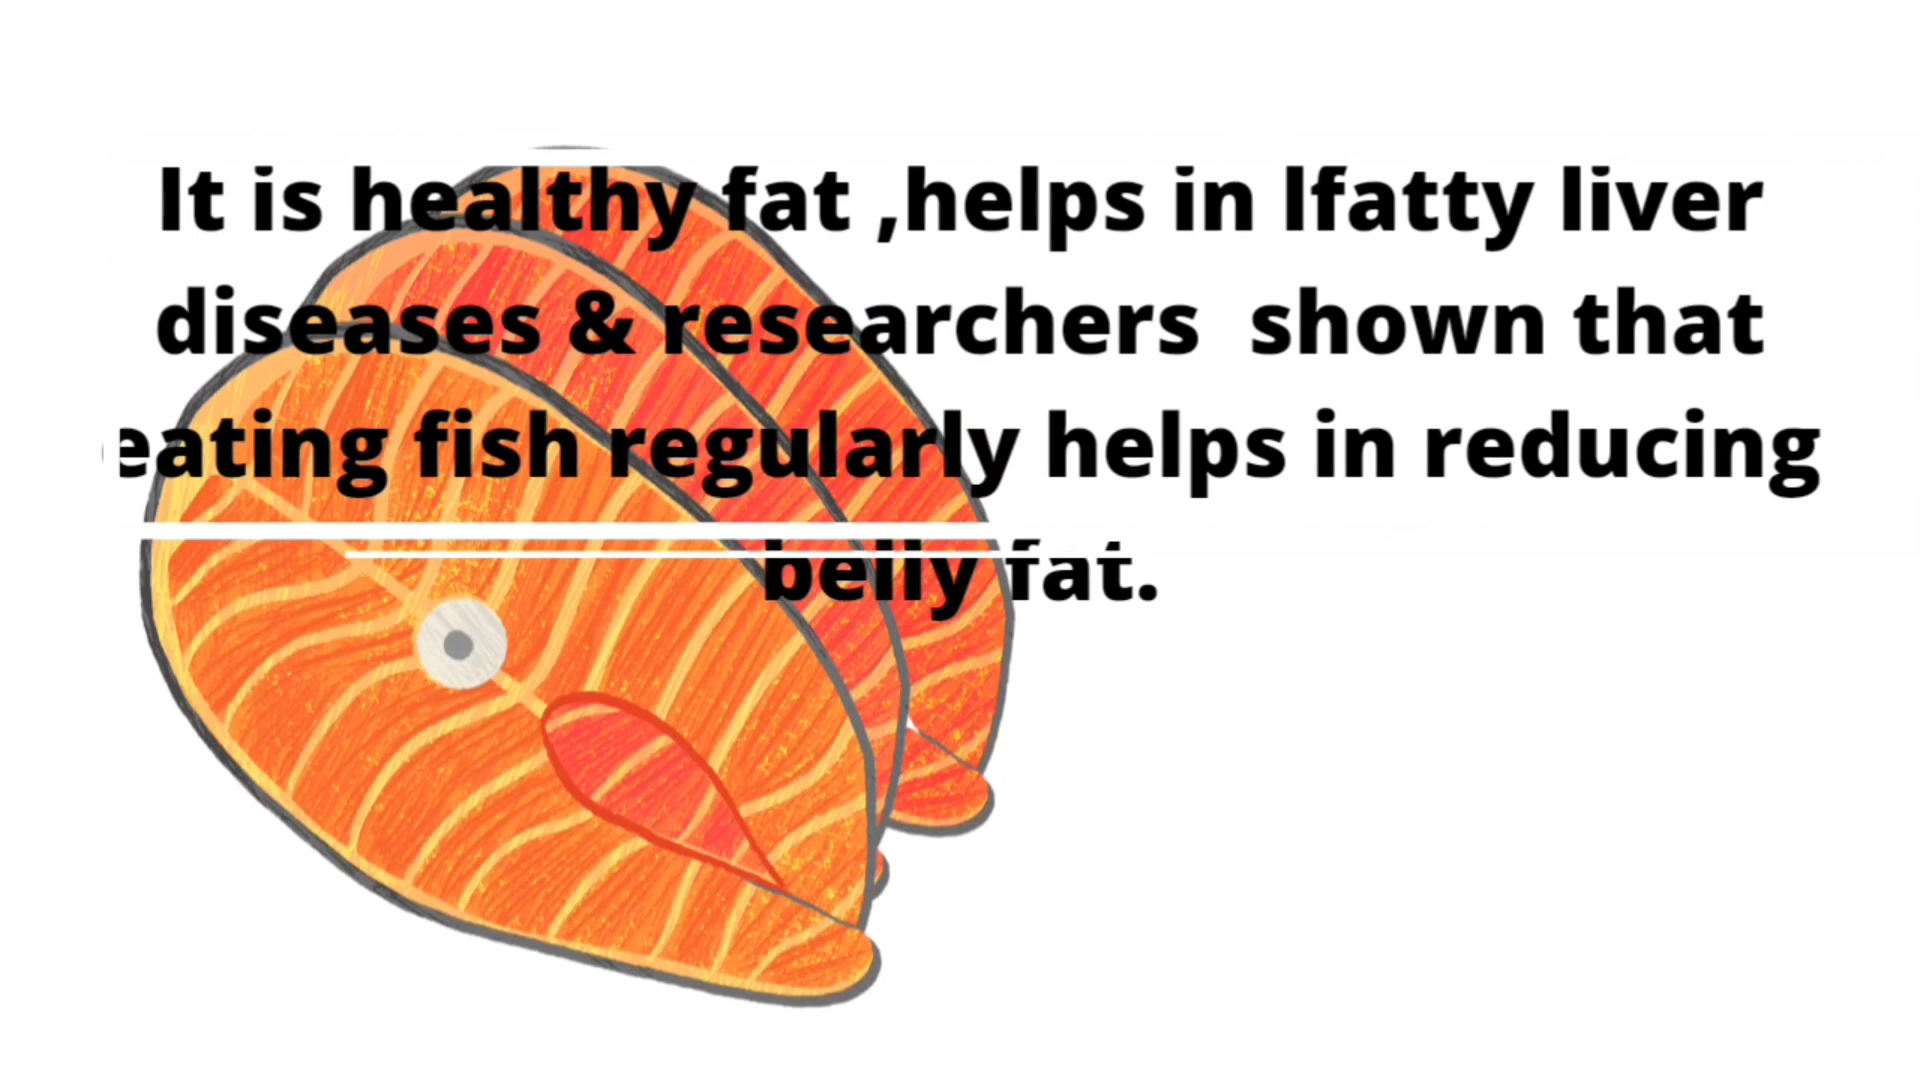 It is healthy fat ,helps in lfatty liver
diseases & researchers  shown that
eating fish regularly helps in reducing
belly fat.